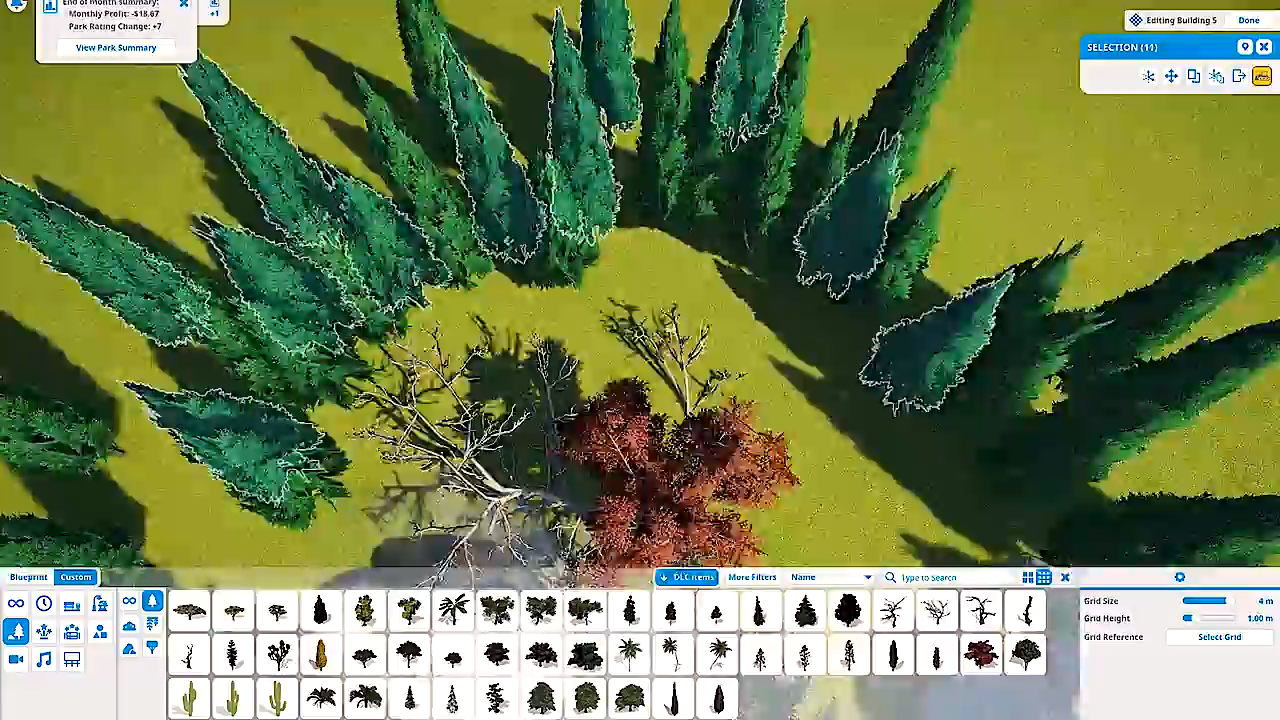 End of month summary:
Monthly Profit: -$18.67
Park Rating Change: +7
View Park Summary
+1
Editing Building 5
Done
SELECTION (11)
Blueprint
Custom
DLC Items
More Filters
Name
Type to Search
Grid Size
4 m
Grid Height
1.00 m
Grid Reference
Select Grid